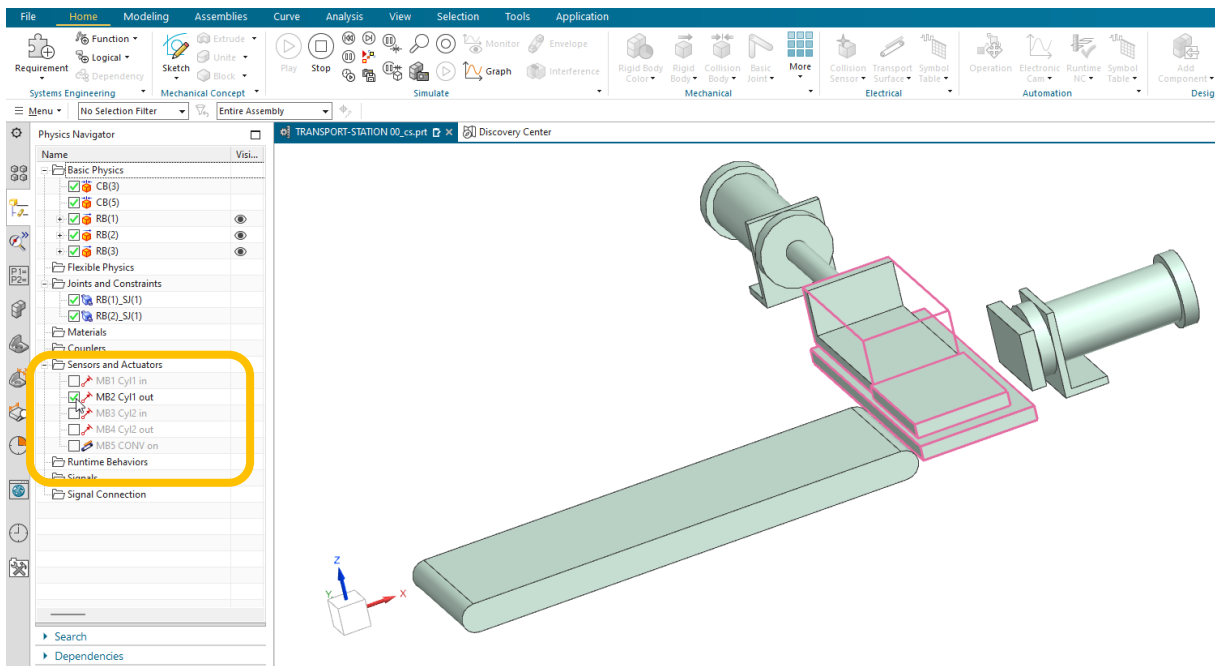 File Home Modeling Assemblies Curve Analysis View Selection Tools Application
Requirement
Function
Logical
Dependency
Systems Engineering
Sketch
Extrude
Unite
Block
Mechanical Concept
Play
Stop
Monitor
Envelope
Graph
Interference
Simulate
Rigid Body Color
Rigid Body
Collision Body
Basic Joint
More
Mechanical
Collision Sensor
Transport Surface
Symbol Table
Electrical
Operation
Electronic Cam
Runtime NC
Symbol Table
Automation
Add Component
Desig
Menu No Selection Filter Entire Assembly
Physics Navigator
TRANSPORT-STATION 00_cs.prt Discovery Center
Name Visi...
Basic Physics
CB(3)
CB(5)
RB(1)
RB(2)
RB(3)
Flexible Physics
Joints and Constraints
RB(1)_SJ(1)
RB(2)_SJ(1)
Materials
Couplers
Sensors and Actuators
MB1 Cyl1 in
MB2 Cyl1 out
MB3 Cyl2 in
MB4 Cyl2 out
MB5 CONV on
Runtime Behaviors
Signals
Signal Connection
P1=
P2=
Z
Y
X
Search
Dependencies